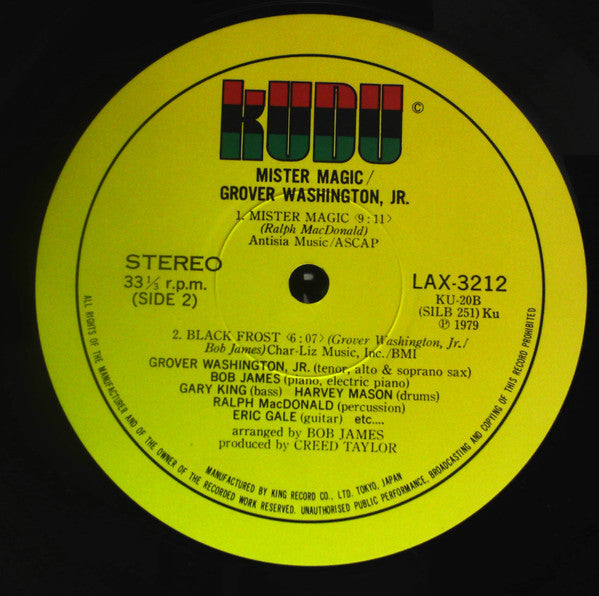 KUDU ©
MISTER MAGIC/
GROVER WASHINGTON, JR.
1. MISTER MAGIC <9:11>
(Ralph MacDonald)
Antisia Music/ASCAP
STEREO
33 1/3 r.p.m.
(SIDE 2)
LAX-3212
KU-20B
(SILB 251) Ku
℗ 1979
2. BLACK FROST <6:07> (Grover Washington, Jr./
Bob James)/Char-Liz Music, Inc./BMI
GROVER WASHINGTON, JR. (tenor, alto & soprano sax)
BOB JAMES (piano, electric piano)
GARY KING (bass) HARVEY MASON (drums)
RALPH MacDONALD (percussion)
ERIC GALE (guitar) etc....
arranged by BOB JAMES
produced by CREED TAYLOR
MANUFACTURED BY KING RECORD CO., LTD. TOKYO, JAPAN
ALL RIGHTS OF THE MANUFACTURER AND OF THE OWNER OF THE RECORDED WORK RESERVED. UNAUTHORISED PUBLIC PERFORMANCE, BROADCASTING AND COPYING OF THIS RECORD PROHIBITED